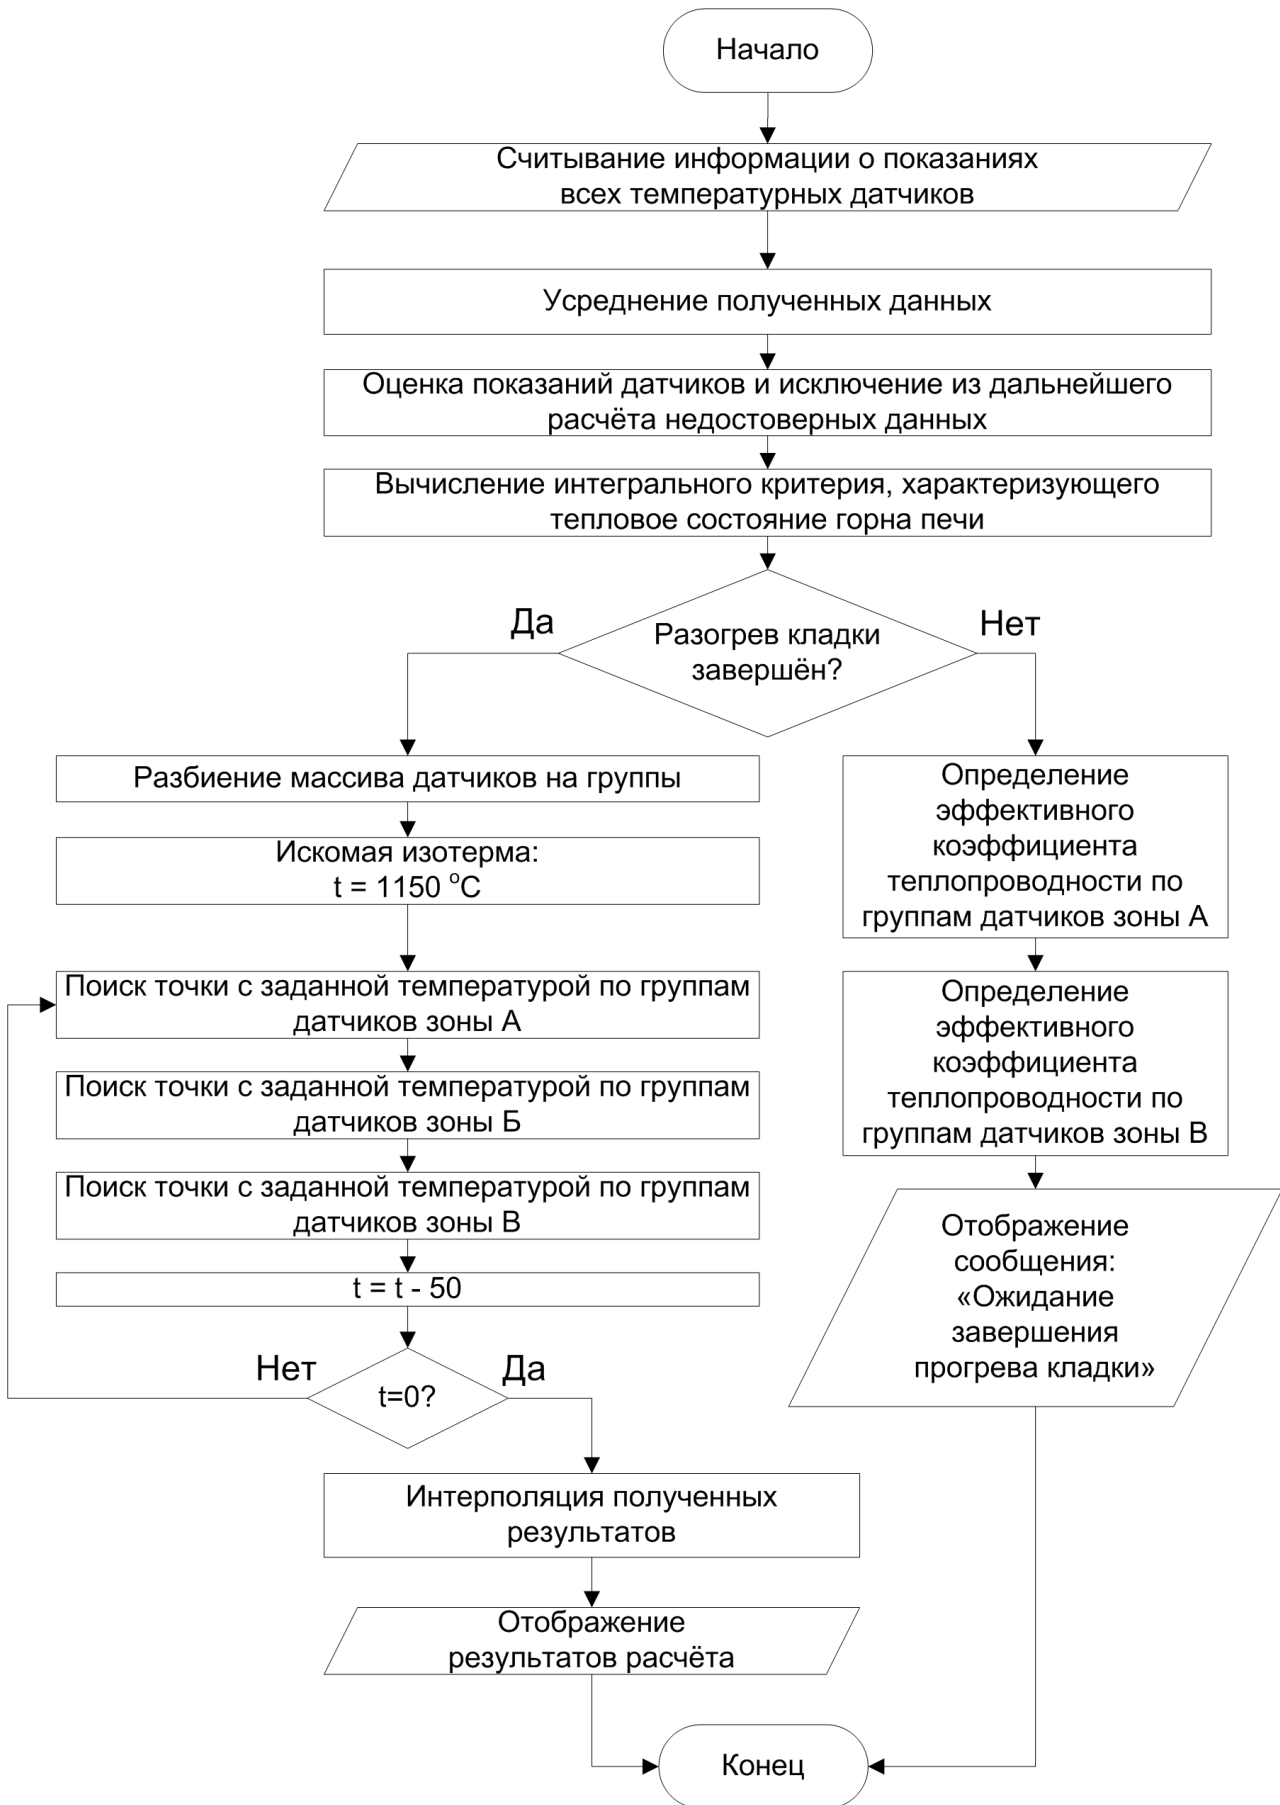 Начало
Считывание информации о показаниях
всех температурных датчиков
Усреднение полученных данных
Оценка показаний датчиков и исключение из дальнейшего
расчёта недостоверных данных
Вычисление интегрального критерия, характеризующего
тепловое состояние горна печи
Да
Нет
Разогрев кладки
завершён?
Разбиение массива датчиков на группы
Искомая изотерма:
t = 1150 °C
Поиск точки с заданной температурой по группам
датчиков зоны А
Поиск точки с заданной температурой по группам
датчиков зоны Б
Поиск точки с заданной температурой по группам
датчиков зоны В
t = t - 50
Нет
Да
t=0?
Интерполяция полученных
результатов
Отображение
результатов расчёта
Определение
эффективного
коэффициента
теплопроводности по
группам датчиков зоны А
Определение
эффективного
коэффициента
теплопроводности по
группам датчиков зоны В
Отображение
сообщения:
«Ожидание
завершения
прогрева кладки»
Конец